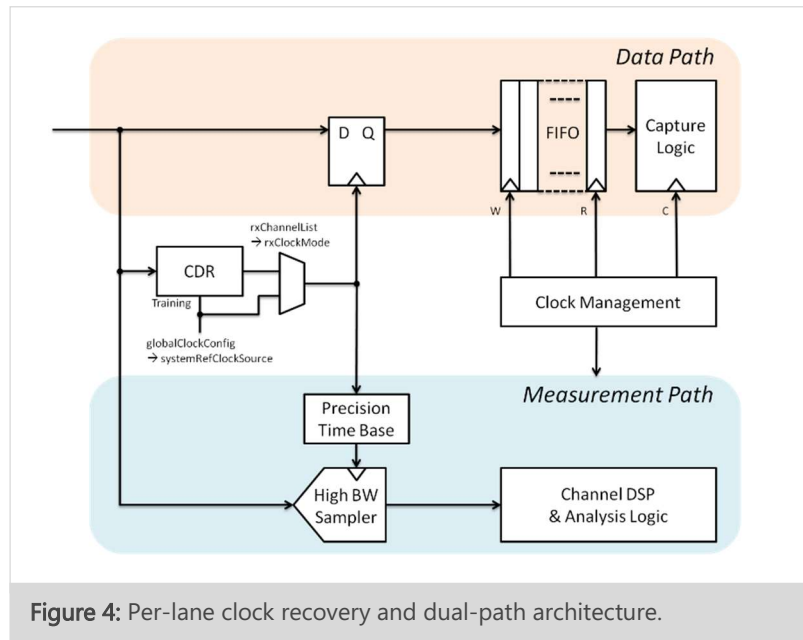 Data Path
D Q
FIFO
Capture
Logic
W
R
C
rxChannelList
→ rxClockMode
CDR
Training
Clock Management
globalClockConfig
→ systemRefClockSource
Measurement Path
Precision
Time Base
High BW
Sampler
Channel DSP
& Analysis Logic
Figure 4: Per-lane clock recovery and dual-path architecture.